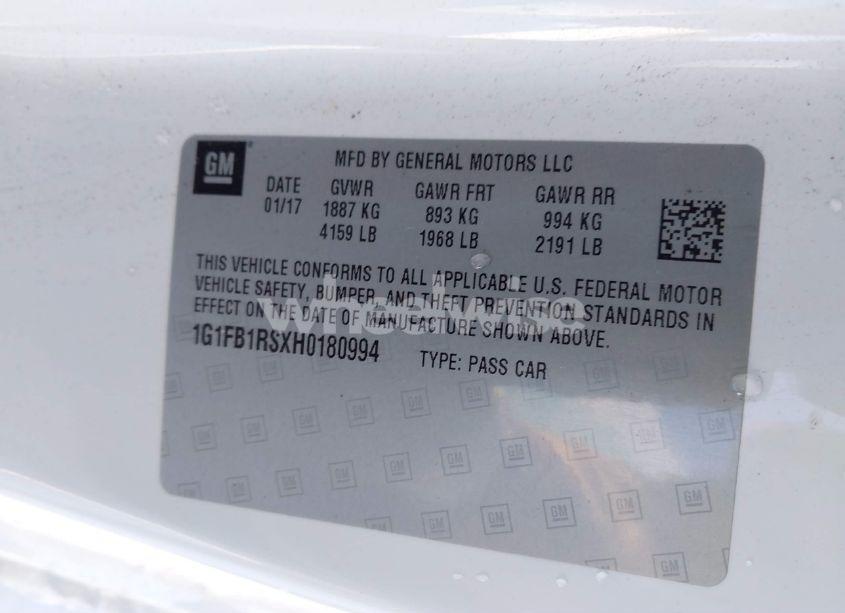 GM
MFD BY GENERAL MOTORS LLC
DATE GVWR GAWR FRT GAWR RR
01/17 1887 KG 893 KG 994 KG
4159 LB 1968 LB 2191 LB
THIS VEHICLE CONFORMS TO ALL APPLICABLE U.S. FEDERAL MOTOR
VEHICLE SAFETY, BUMPER, AND THEFT PREVENTION STANDARDS IN
EFFECT ON THE DATE OF MANUFACTURE SHOWN ABOVE.
1G1FB1RSXH0180994 TYPE: PASS CAR
wheelwise